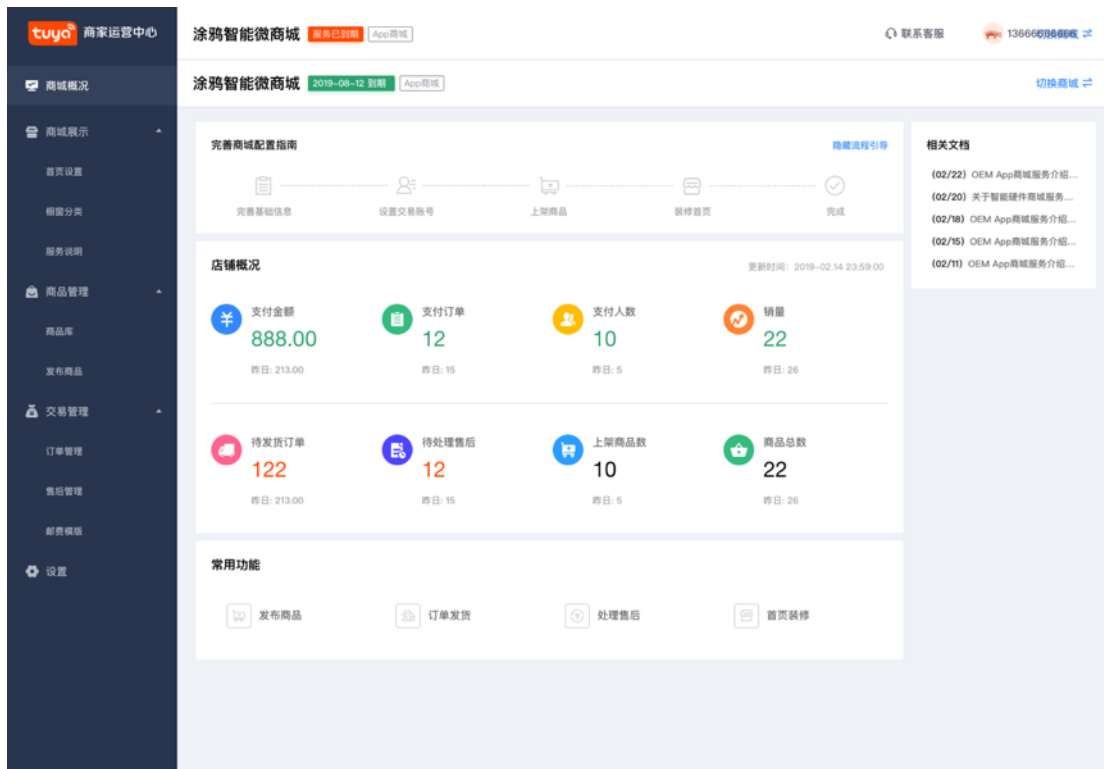 tuya 商家运营中心
涂鸦智能微商城 服务已到期 App商城
联系客服
涂鸦智能微商城 2019-08-12 到期 App商城
切换商城
商城概况
商城展示
首页设置
橱窗分类
服务说明
商品管理
商品库
发布商品
交易管理
订单管理
售后管理
邮费模版
设置
完善商城配置指南 隐藏流程引导
完善基础信息 设置交易账号 上架商品 装修首页 完成
店铺概况 更新时间: 2019-02.14 23:59:00
支付金额 支付订单 支付人数 销量
888.00 12 10 22
昨日: 213.00 昨日: 15 昨日: 5 昨日: 26
待发货订单 待处理售后 上架商品数 商品总数
122 12 10 22
昨日: 213.00 昨日: 15 昨日: 5 昨日: 26
常用功能
发布商品 订单发货 处理售后 首页装修
相关文档
(02/22) OEM App商城服务介绍...
(02/20) 关于智能硬件商城服务...
(02/18) OEM App商城服务介绍...
(02/15) OEM App商城服务介绍...
(02/11) OEM App商城服务介绍...